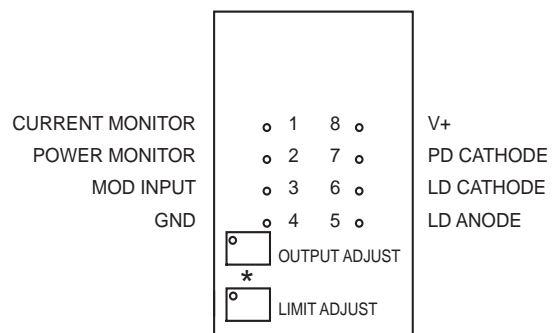 CURRENT MONITOR 1 8 V+
POWER MONITOR 2 7 PD CATHODE
MOD INPUT 3 6 LD CATHODE
GND 4 5 LD ANODE
OUTPUT ADJUST
*
LIMIT ADJUST